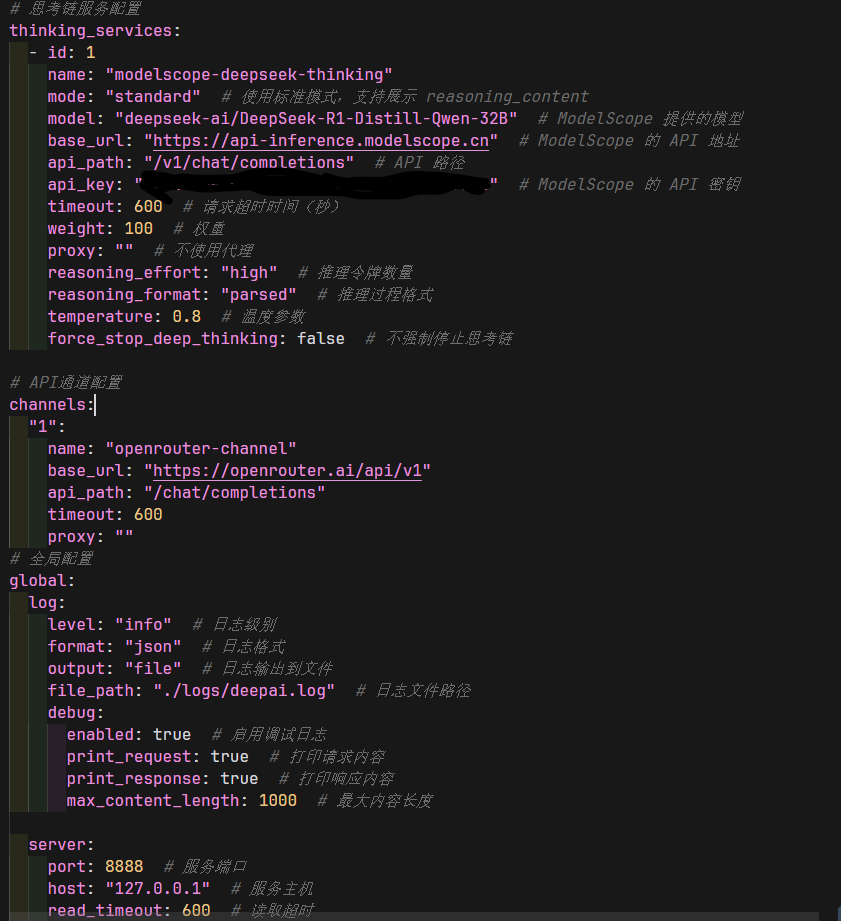 # 思考链服务配置
thinking_services:
  - id: 1
    name: "modelscope-deepseek-thinking"
    mode: "standard"  # 使用标准模式，支持展示 reasoning_content
    model: "deepseek-ai/DeepSeek-R1-Distill-Qwen-32B"  # ModelScope 提供的模型
    base_url: "https://api-inference.modelscope.cn"  # ModelScope 的 API 地址
    api_path: "/v1/chat/completions"  # API 路径
    api_key: ""  # ModelScope 的 API 密钥
    timeout: 600  # 请求超时时间（秒）
    weight: 100  # 权重
    proxy: ""  # 不使用代理
    reasoning_effort: "high"  # 推理令牌数量
    reasoning_format: "parsed"  # 推理过程格式
    temperature: 0.8  # 温度参数
    force_stop_deep_thinking: false  # 不强制停止思考链
# API通道配置
channels:
  "1":
    name: "openrouter-channel"
    base_url: "https://openrouter.ai/api/v1"
    api_path: "/chat/completions"
    timeout: 600
    proxy: ""
# 全局配置
global:
  log:
    level: "info"  # 日志级别
    format: "json"  # 日志格式
    output: "file"  # 日志输出到文件
    file_path: "./logs/deepai.log"  # 日志文件路径
    debug:
      enabled: true  # 启用调试日志
      print_request: true  # 打印请求内容
      print_response: true  # 打印响应内容
      max_content_length: 1000  # 最大内容长度
  server:
    port: 8888  # 服务端口
    host: "127.0.0.1"  # 服务主机
    read_timeout: 600  # 读取超时